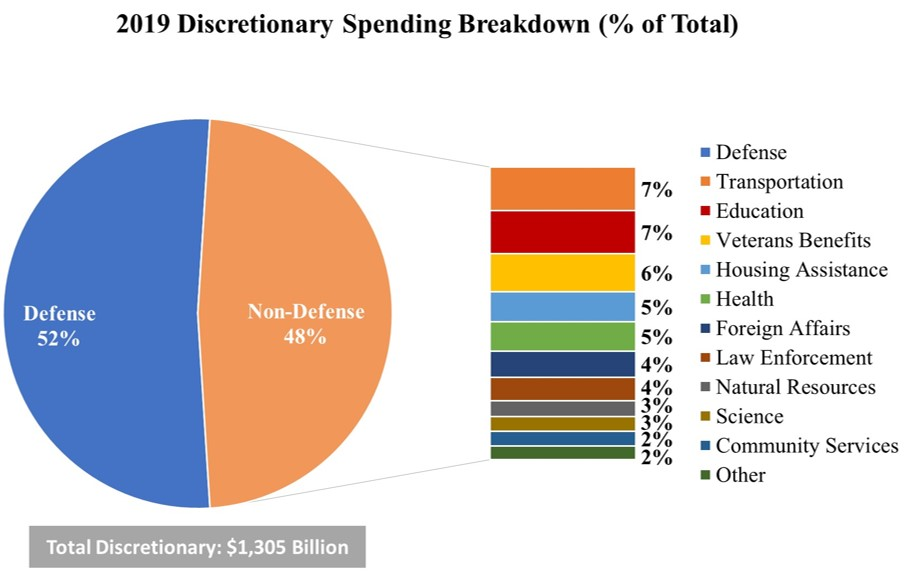 2019 Discretionary Spending Breakdown (% of Total)
Defense
52%
Non-Defense
48%
7%
7%
6%
5%
5%
4%
4%
3%
3%
2%
2%
Defense
Transportation
Education
Veterans Benefits
Housing Assistance
Health
Foreign Affairs
Law Enforcement
Natural Resources
Science
Community Services
Other
Total Discretionary: $1,305 Billion